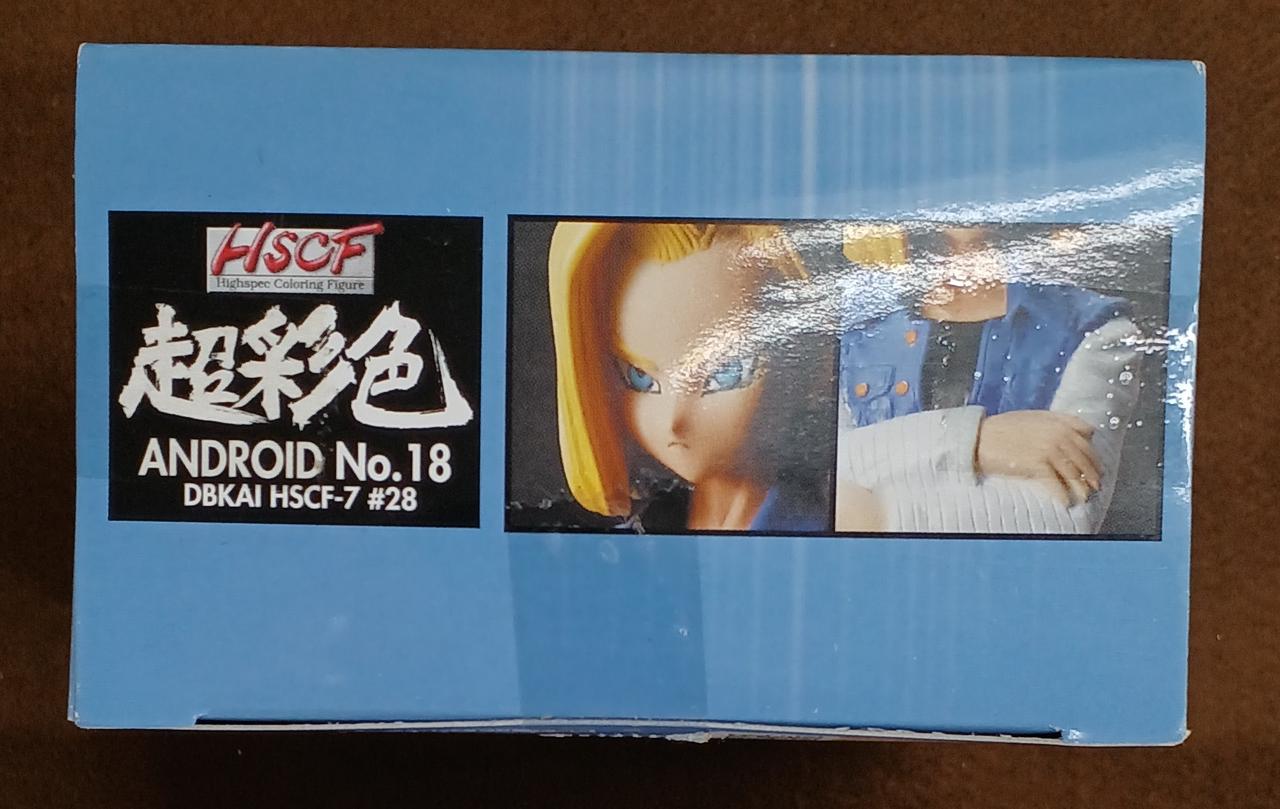 HSCF
Highspec Coloring Figure
超彩色
ANDROID No.18
DBKAI HSCF-7 #28